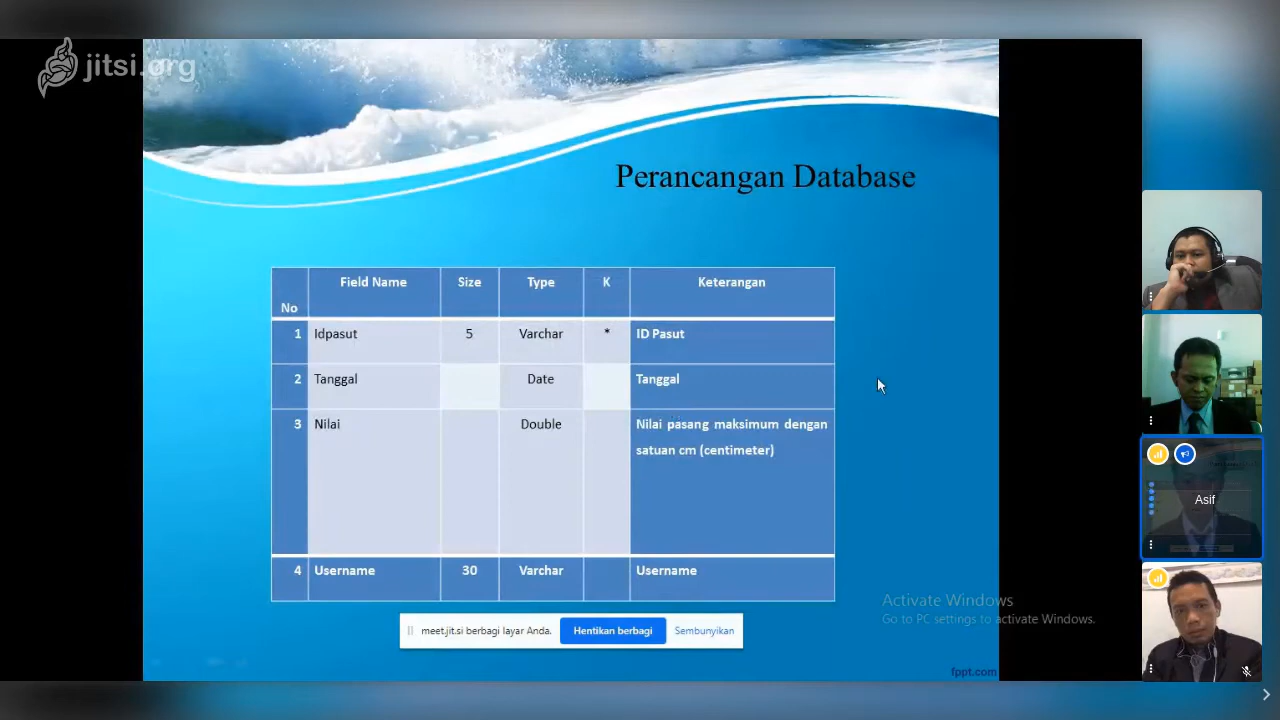 jitsi.org
Perancangan Database
No Field Name Size Type K Keterangan
1 Idpasut 5 Varchar * ID Pasut
2 Tanggal Date Tanggal
3 Nilai Double Nilai pasang maksimum dengan
satuan cm (centimeter)
4 Username 30 Varchar Username
Asif
Activate Windows
Go to PC settings to activate Windows.
meet.jit.si berbagi layar Anda. Hentikan berbagi Sembunyikan
fppt.com